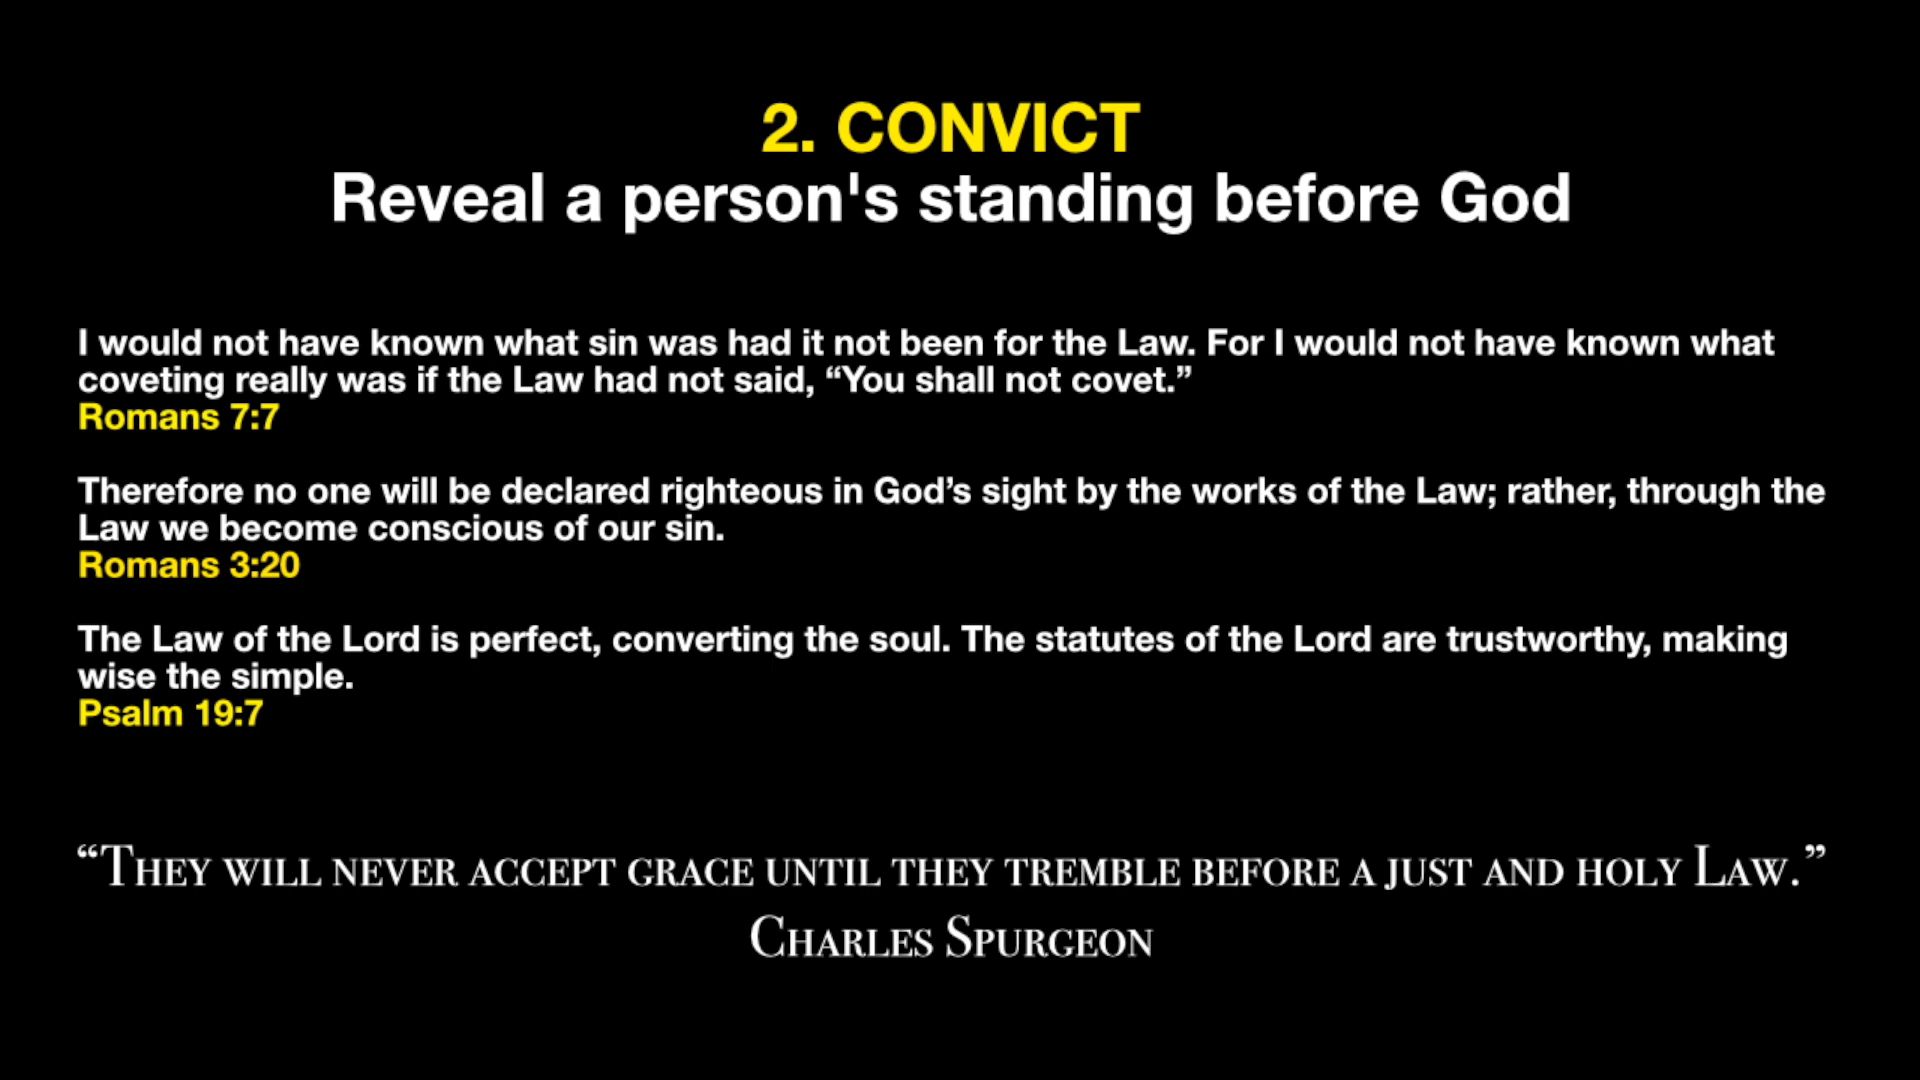 2. CONVICT
Reveal a person's standing before God
I would not have known what sin was had it not been for the Law. For I would not have known what
coveting really was if the Law had not said, “You shall not covet.”
Romans 7:7
Therefore no one will be declared righteous in God’s sight by the works of the Law; rather, through the
Law we become conscious of our sin.
Romans 3:20
The Law of the Lord is perfect, converting the soul. The statutes of the Lord are trustworthy, making
wise the simple.
Psalm 19:7
“They will never accept grace until they tremble before a just and holy Law.”
Charles Spurgeon